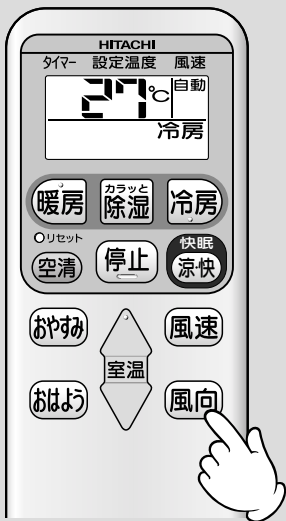 HITACHI
タイマー 設定温度 風速
27℃ 自動
冷房
暖房 カラッと除湿 冷房
リセット 快眠
空清 停止 涼快
おやすみ 風速
室温
おはよう 風向